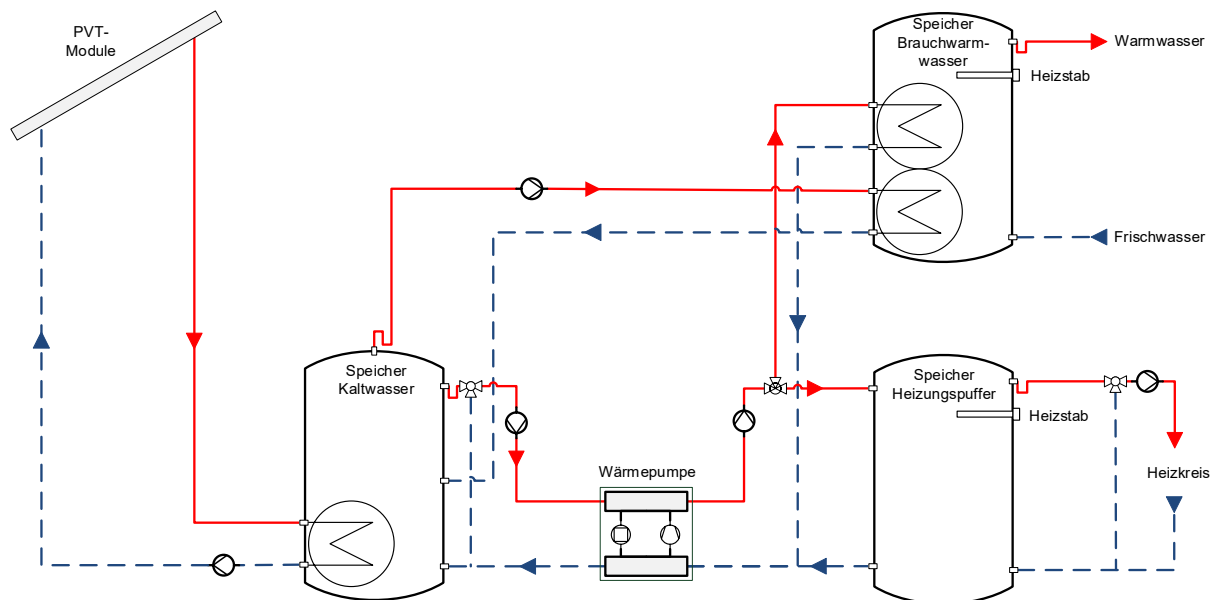 PVT-
Module
Speicher
Brauchwarm-
wasser
Warmwasser
Heizstab
Frischwasser
Speicher
Kaltwasser
Speicher
Heizungspuffer
Heizstab
Wärmepumpe
Heizkreis